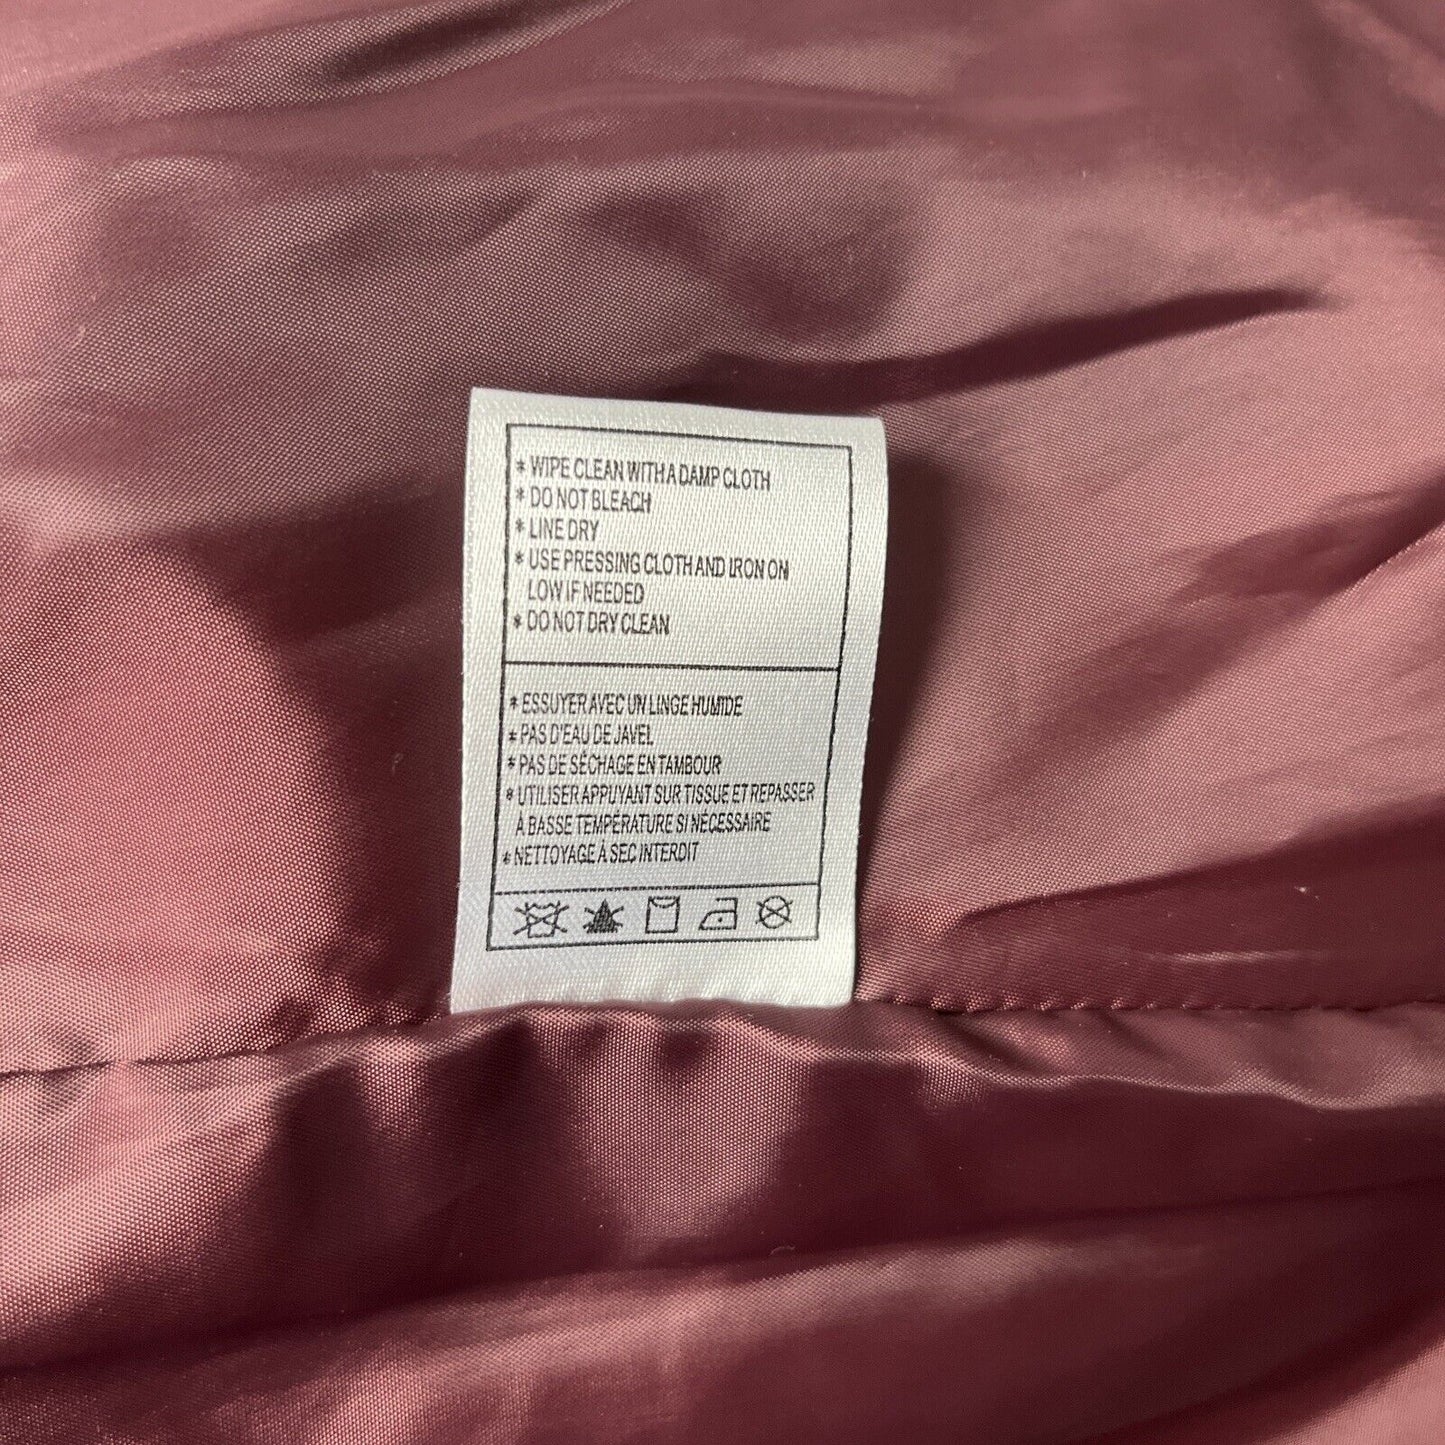 * WIPE CLEAN WITH A DAMP CLOTH
* DO NOT BLEACH
* LINE DRY
* USE PRESSING CLOTH AND IRON ON
LOW IF NEEDED
* DO NOT DRY CLEAN
* ESSUYER AVEC UN LINGE HUMIDE
* PAS D'EAU DE JAVEL
* PAS DE SÉCHAGE EN TAMBOUR
* UTILISER APPUYANT SUR TISSUE ET REPASSER
À BASSE TEMPÉRATURE SI NÉCESSAIRE
* NETTOYAGE À SEC INTERDIT